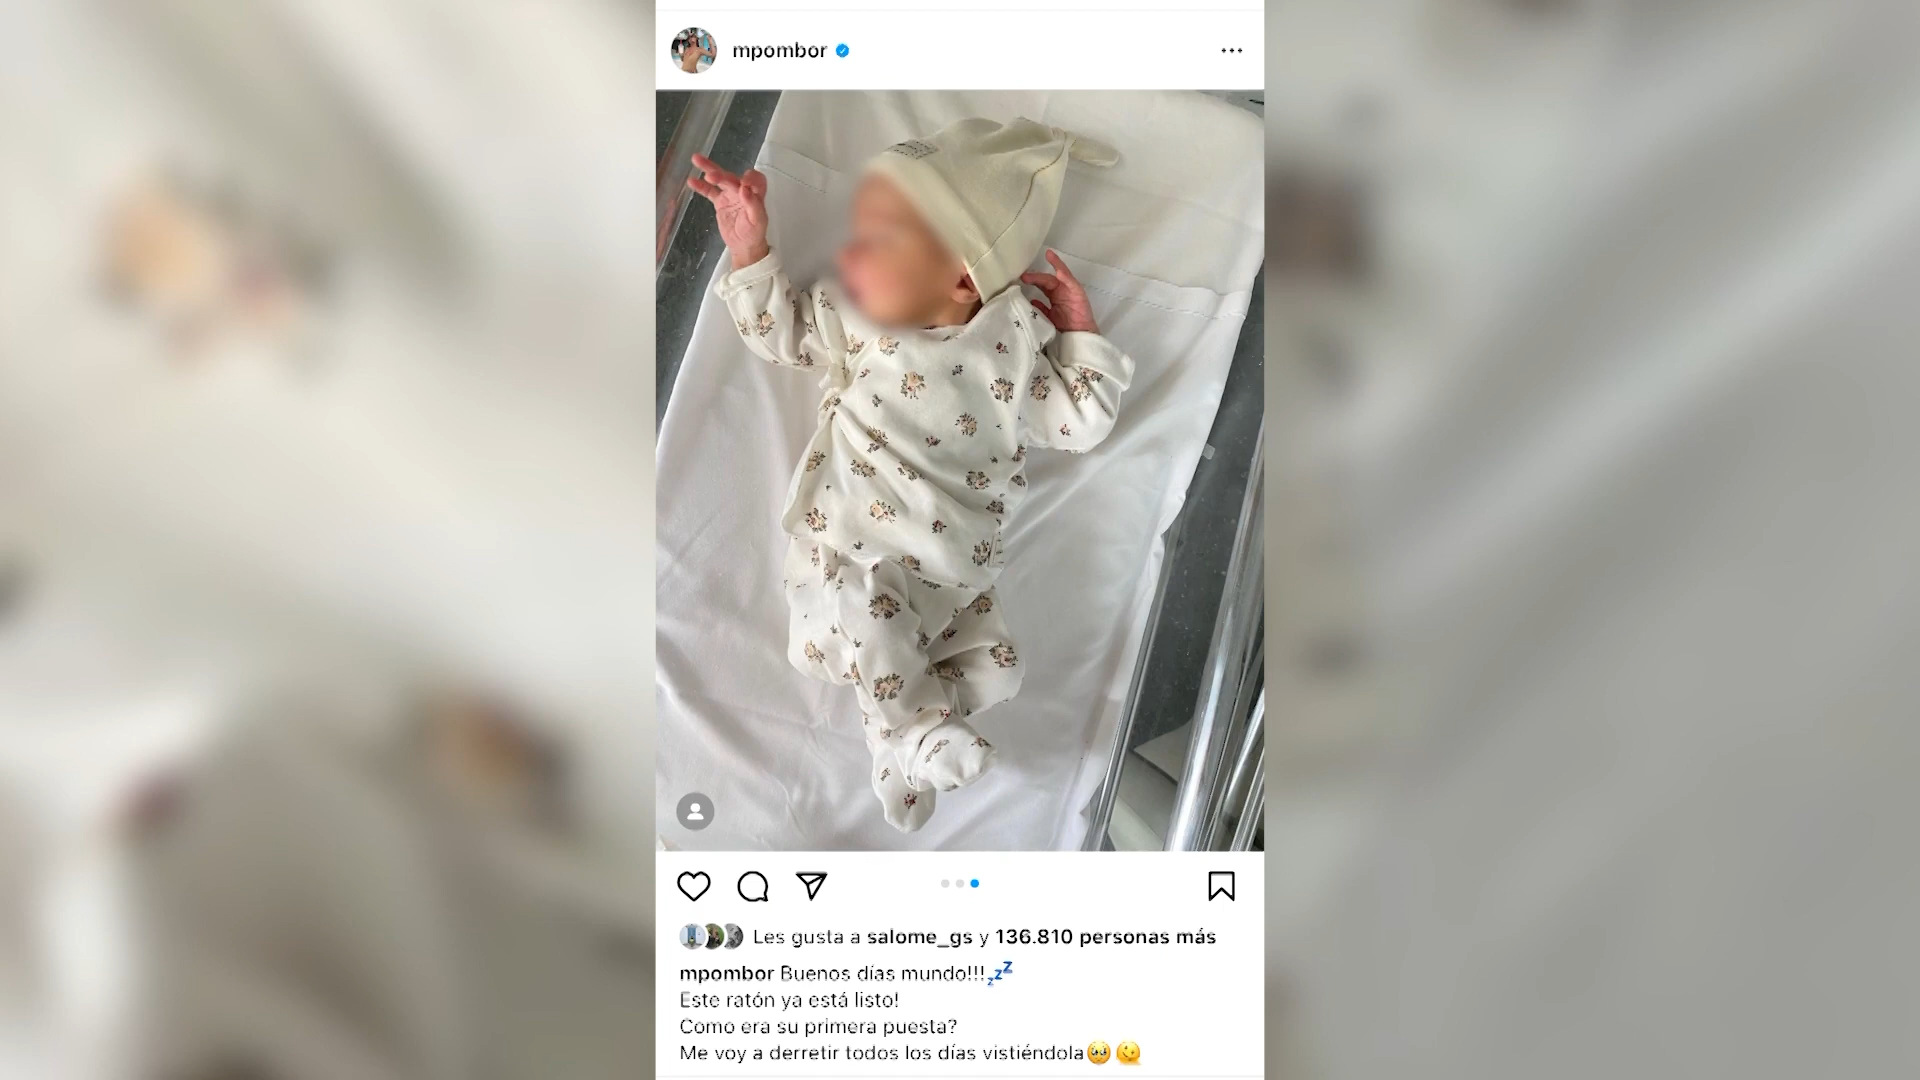 mpombor
Les gusta a salome_gs y 136.810 personas más
mpombor Buenos días mundo!!!💤
Este ratón ya está listo!
Como era su primera puesta?
Me voy a derretir todos los días vistiéndola🥹🫠